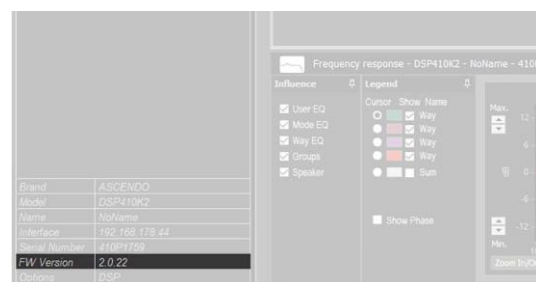 Frequency response - DSP410K2 - NoName - 410
Influence
User EQ
Mode EQ
Way EQ
Groups
Speaker
Legend
Cursor Show Name
Way
Way
Way
Way
Sum
Show Phase
Max.
12
6
0
-6
-12
Min.
Zoom In/O
Brand ASCENDO
Model DSP410K2
Name NoName
Interface 192.168.178.44
Serial Number 410P1759
FW Version 2.0.22
Options DSP